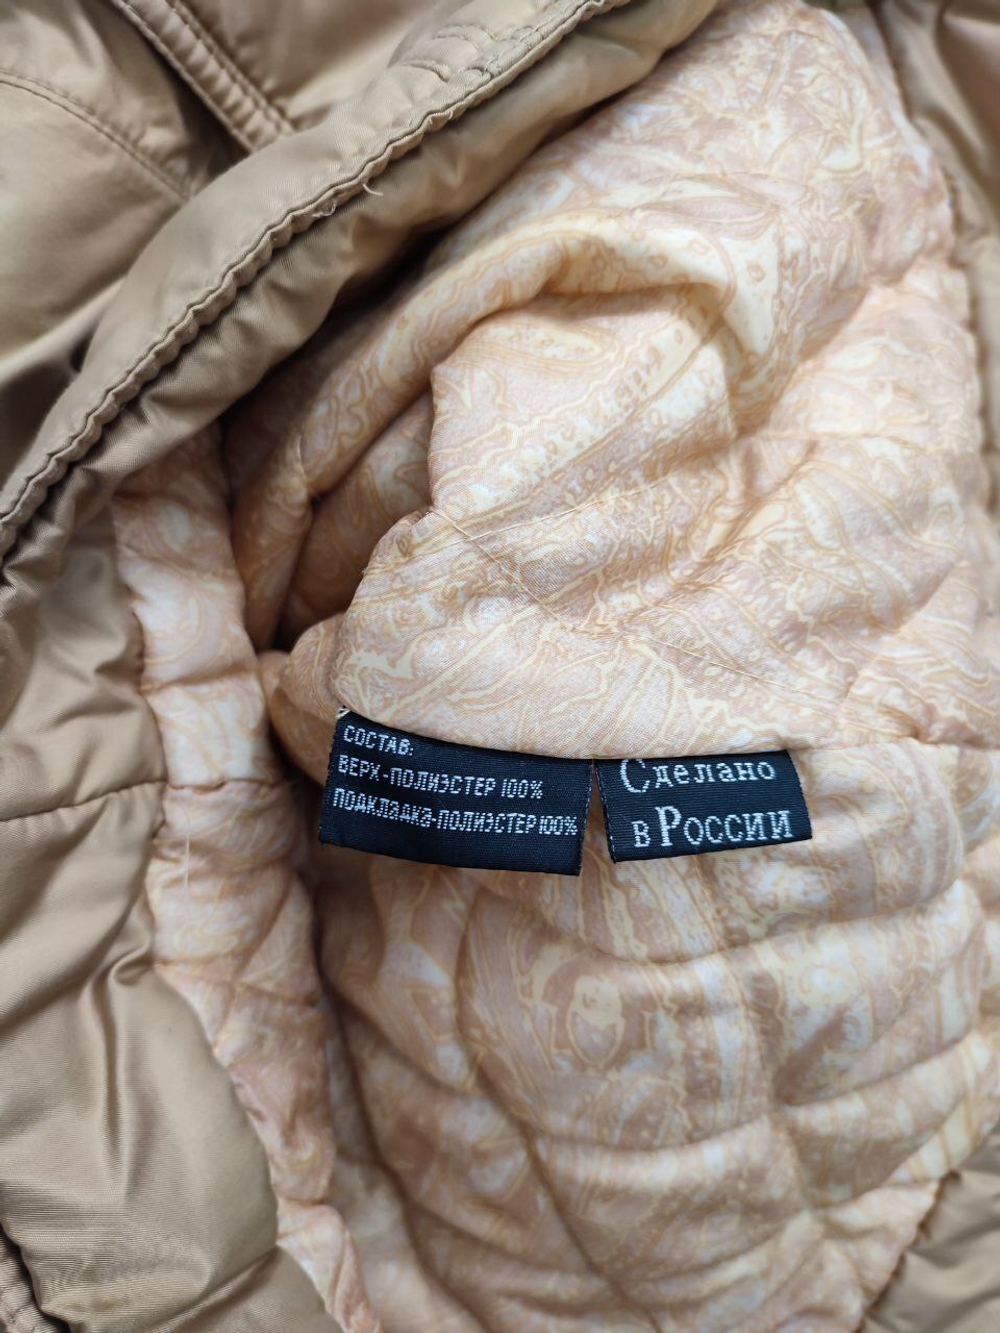 СОСТАВ:
ВЕРХ-ПОЛИЭСТЕР 100%
ПОДКЛАДКА-ПОЛИЭСТЕР 100%
Сделано
в России